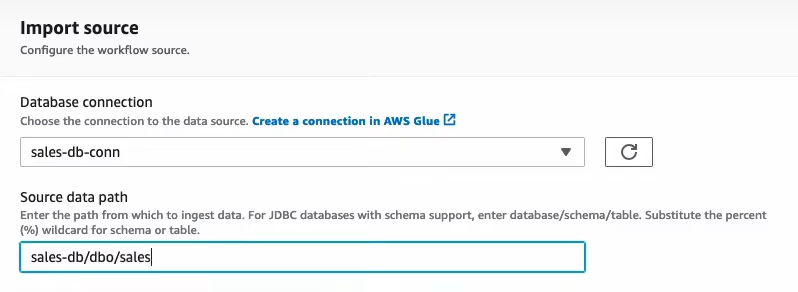 Import source
Configure the workflow source.
Database connection
Choose the connection to the data source. Create a connection in AWS Glue
sales-db-conn
Source data path
Enter the path from which to ingest data. For JDBC databases with schema support, enter database/schema/table. Substitute the percent
(%) wildcard for schema or table.
sales-db/dbo/sales